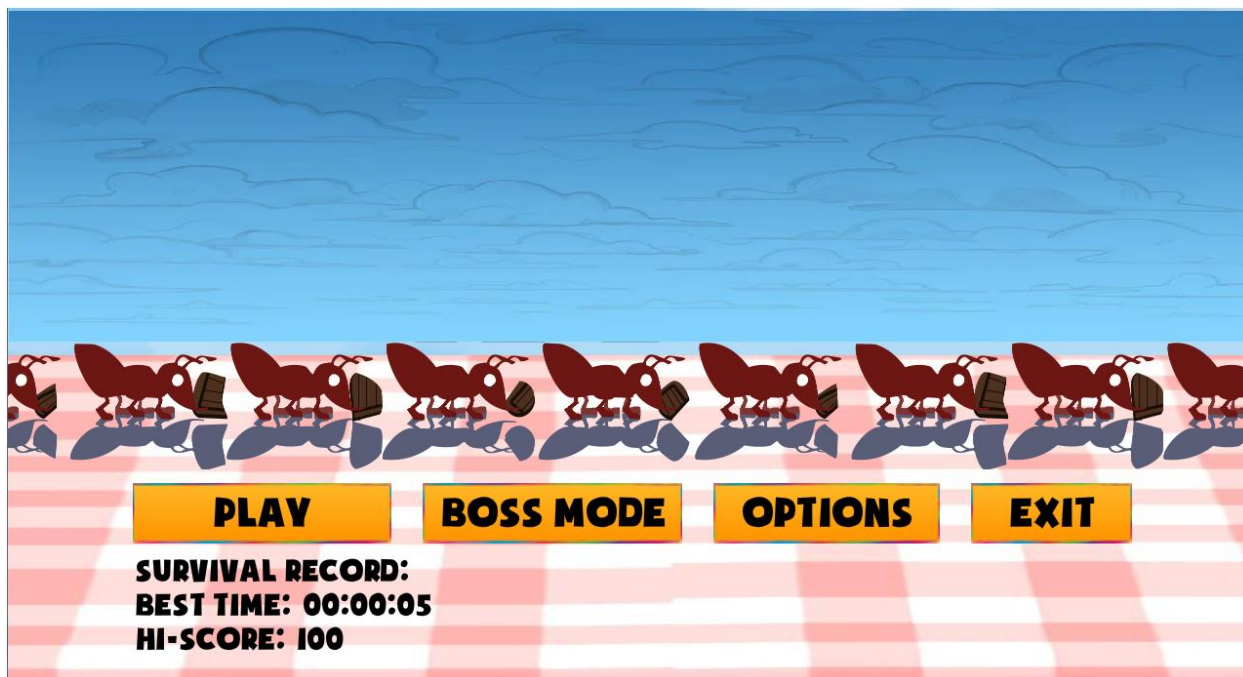 PLAY
BOSS MODE
OPTIONS
EXIT
SURVIVAL RECORD:
BEST TIME: 00:00:05
HI-SCORE: 100